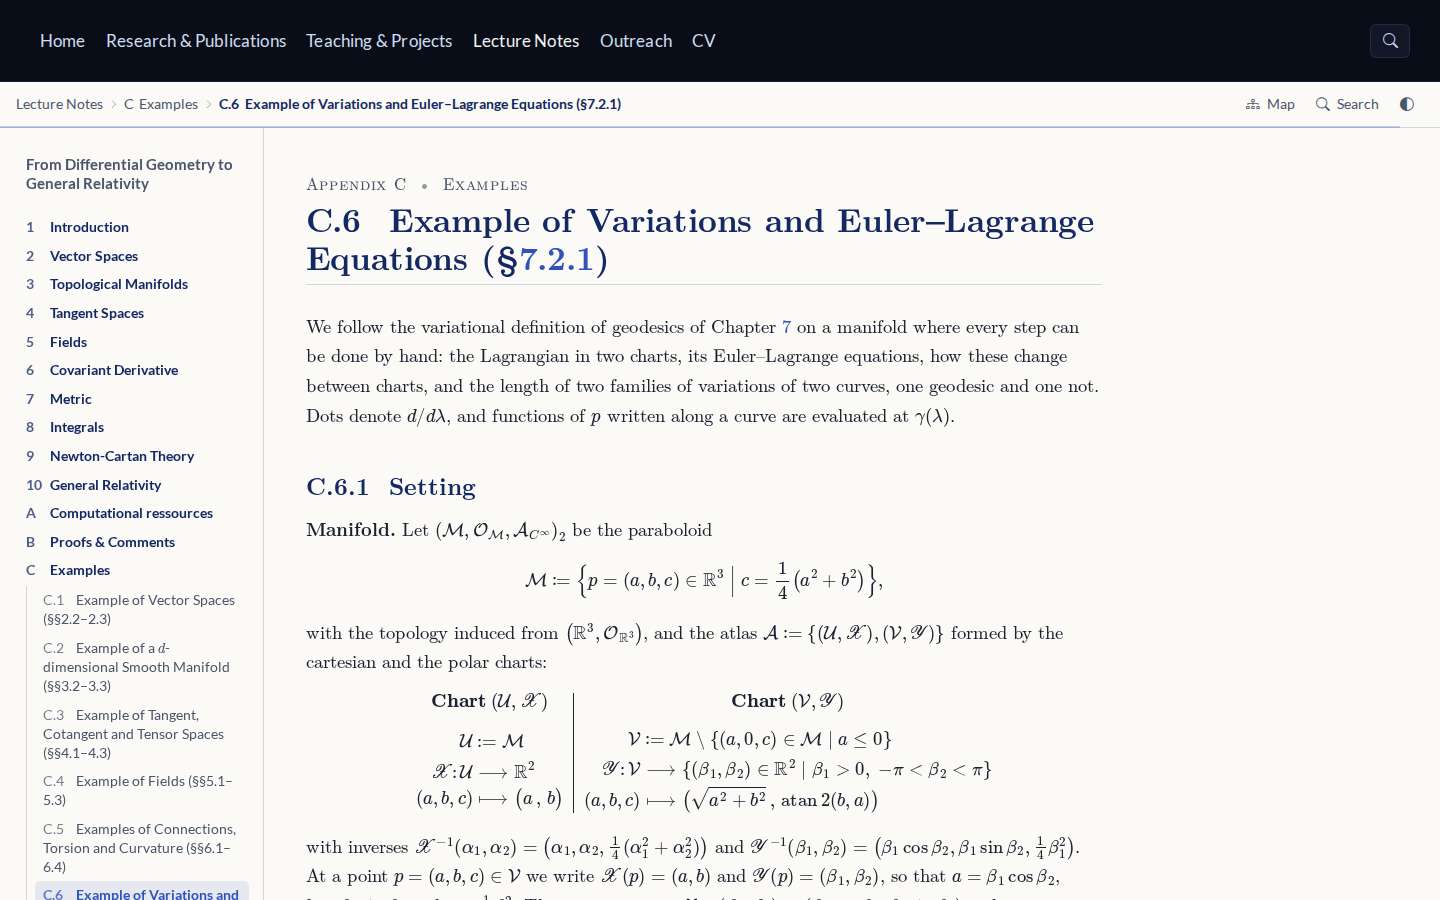 Home Research & Publications Teaching & Projects Lecture Notes Outreach CV
Lecture Notes > C Examples > C.6 Example of Variations and Euler–Lagrange Equations (§7.2.1)
Map Search
From Differential Geometry to
General Relativity
1 Introduction
2 Vector Spaces
3 Topological Manifolds
4 Tangent Spaces
5 Fields
6 Covariant Derivative
7 Metric
8 Integrals
9 Newton-Cartan Theory
10 General Relativity
A Computational ressources
B Proofs & Comments
C Examples
C.1 Example of Vector Spaces
(§§2.2–2.3)
C.2 Example of a d-
dimensional Smooth Manifold
(§§3.2–3.3)
C.3 Example of Tangent,
Cotangent and Tensor Spaces
(§§4.1–4.3)
C.4 Example of Fields (§§5.1–
5.3)
C.5 Examples of Connections,
Torsion and Curvature (§§6.1–
6.4)
C.6 Example of Variations and
Appendix C • Examples
C.6 Example of Variations and Euler–Lagrange
Equations (§7.2.1)
We follow the variational definition of geodesics of Chapter 7 on a manifold where every step can
be done by hand: the Lagrangian in two charts, its Euler–Lagrange equations, how these change
between charts, and the length of two families of variations of two curves, one geodesic and one not.
Dots denote d/dλ, and functions of p written along a curve are evaluated at γ(λ).
C.6.1 Setting
Manifold. Let (ℳ, 𝒪_ℳ, 𝒜_{C^∞})₂ be the paraboloid
ℳ := {p = (a, b, c) ∈ ℝ³ | c = 1/4 (a² + b²)},
with the topology induced from (ℝ³, 𝒪_{ℝ³}), and the atlas 𝒜 := {(𝒰, 𝒳), (𝒱, 𝒴)} formed by the
cartesian and the polar charts:
Chart (𝒰, 𝒳) Chart (𝒱, 𝒴)
𝒰 := ℳ 𝒱 := ℳ \ {(a, 0, c) ∈ ℳ | a ≤ 0}
𝒳 : 𝒰 ⟶ ℝ² 𝒴 : 𝒱 ⟶ {(β₁, β₂) ∈ ℝ² | β₁ > 0, −π < β₂ < π}
(a, b, c) ⟼ (a , b) (a, b, c) ⟼ (√(a² + b²) , atan 2(b, a))
with inverses 𝒳⁻¹(α₁, α₂) = (α₁, α₂, 1/4(α₁² + α₂²)) and 𝒴⁻¹(β₁, β₂) = (β₁ cos β₂, β₁ sin β₂, 1/4 β₁²).
At a point p = (a, b, c) ∈ 𝒱 we write 𝒳(p) = (a, b) and 𝒴(p) = (β₁, β₂), so that a = β₁ cos β₂,